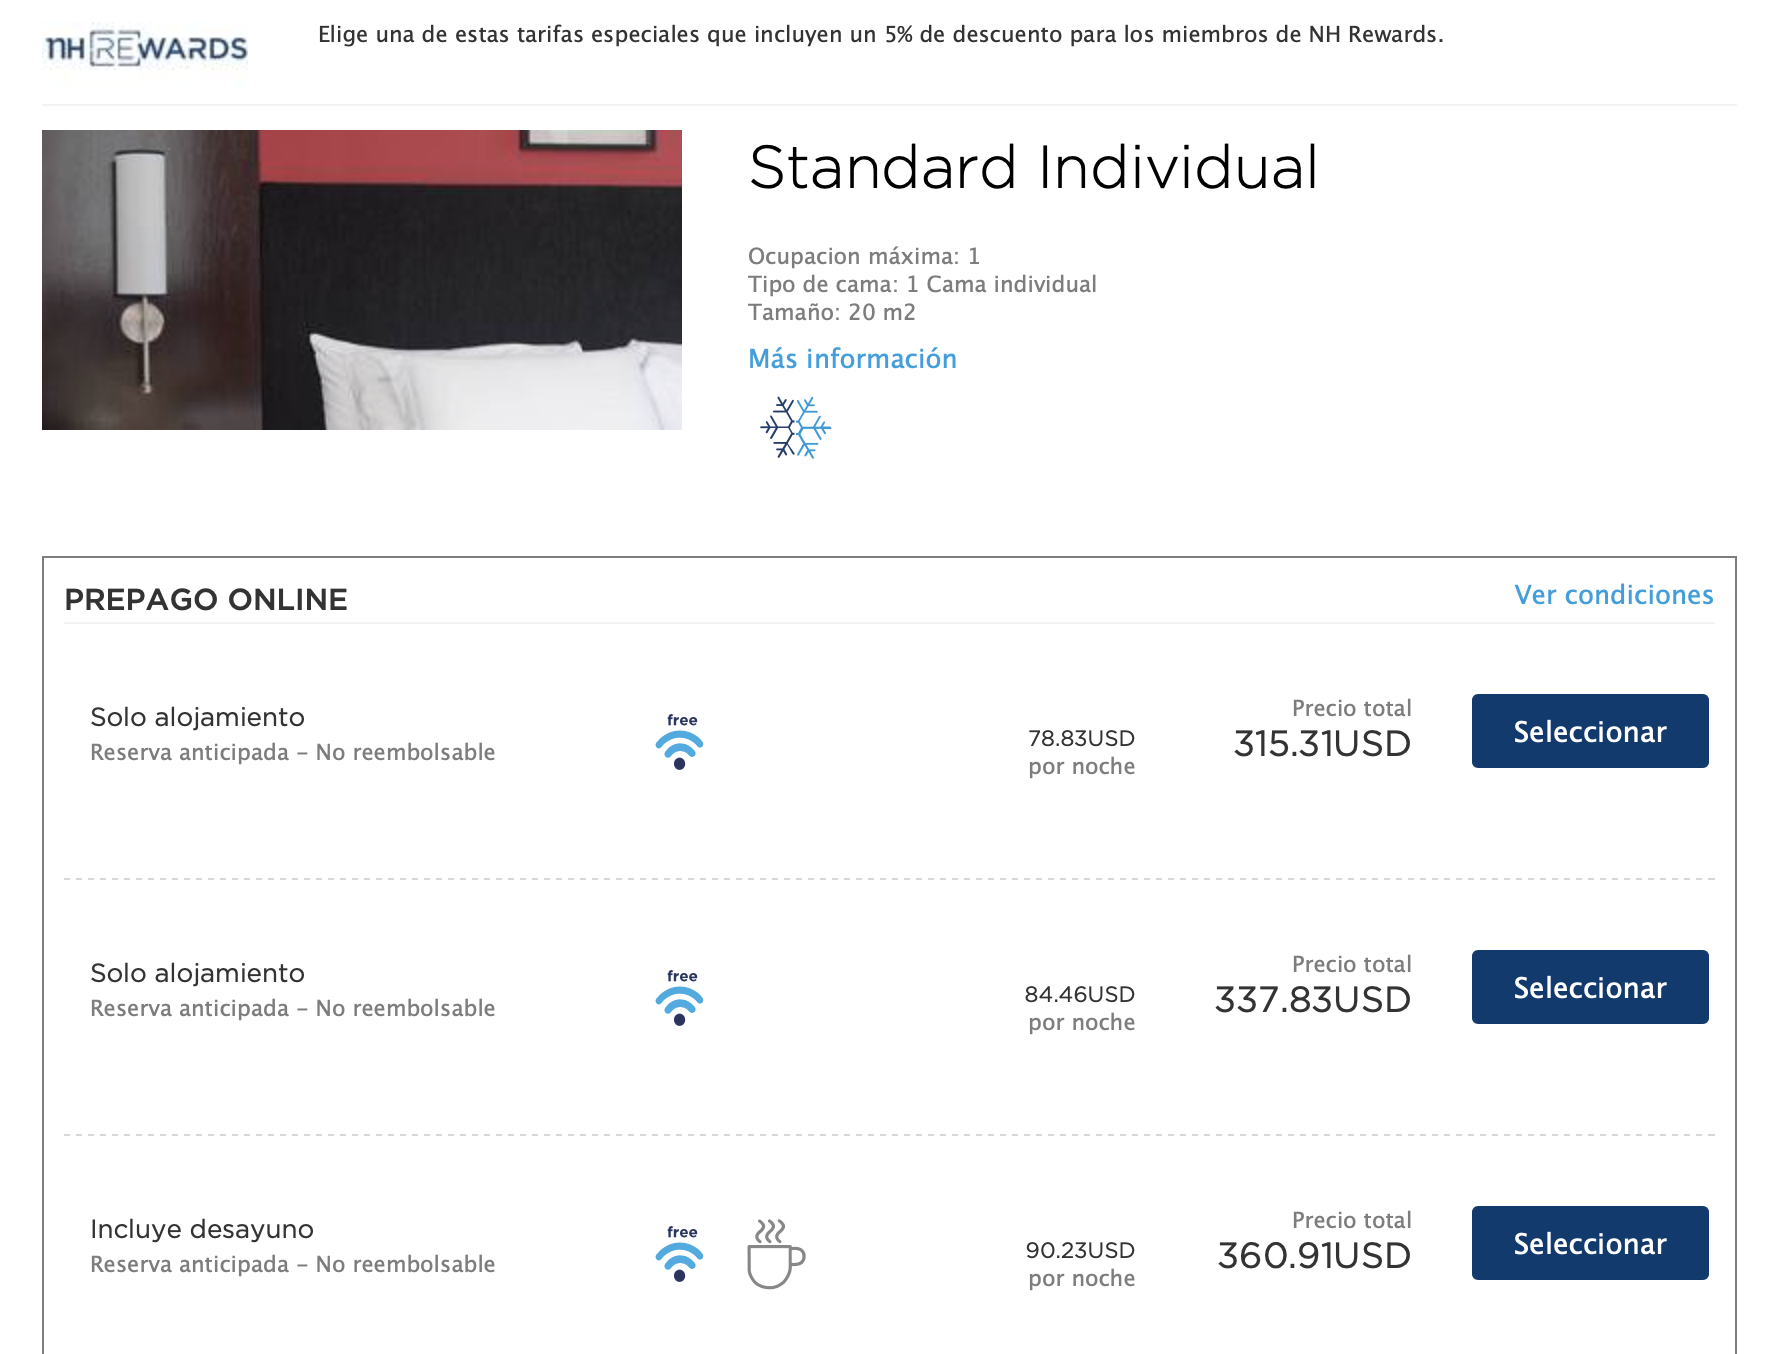 NH REWARDS
Elige una de estas tarifas especiales que incluyen un 5% de descuento para los miembros de NH Rewards.
Standard Individual
Ocupacion máxima: 1
Tipo de cama: 1 Cama individual
Tamaño: 20 m2
Más información
PREPAGO ONLINE
Ver condiciones
Solo alojamiento
Reserva anticipada – No reembolsable
free
78.83USD
por noche
Precio total
315.31USD
Seleccionar
Solo alojamiento
Reserva anticipada – No reembolsable
free
84.46USD
por noche
Precio total
337.83USD
Seleccionar
Incluye desayuno
Reserva anticipada – No reembolsable
free
90.23USD
por noche
Precio total
360.91USD
Seleccionar